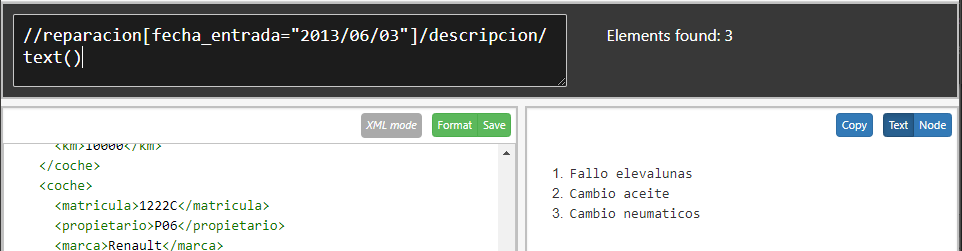 //reparacion[fecha_entrada="2013/06/03"]/descripcion/
text()
Elements found: 3
XML mode
Format
Save
<km>10000</km>
</coche>
<coche>
<matricula>1222C</matricula>
<propietario>P06</propietario>
<marca>Renault</marca>
Copy
Text
Node
1. Fallo elevalunas
2. Cambio aceite
3. Cambio neumaticos